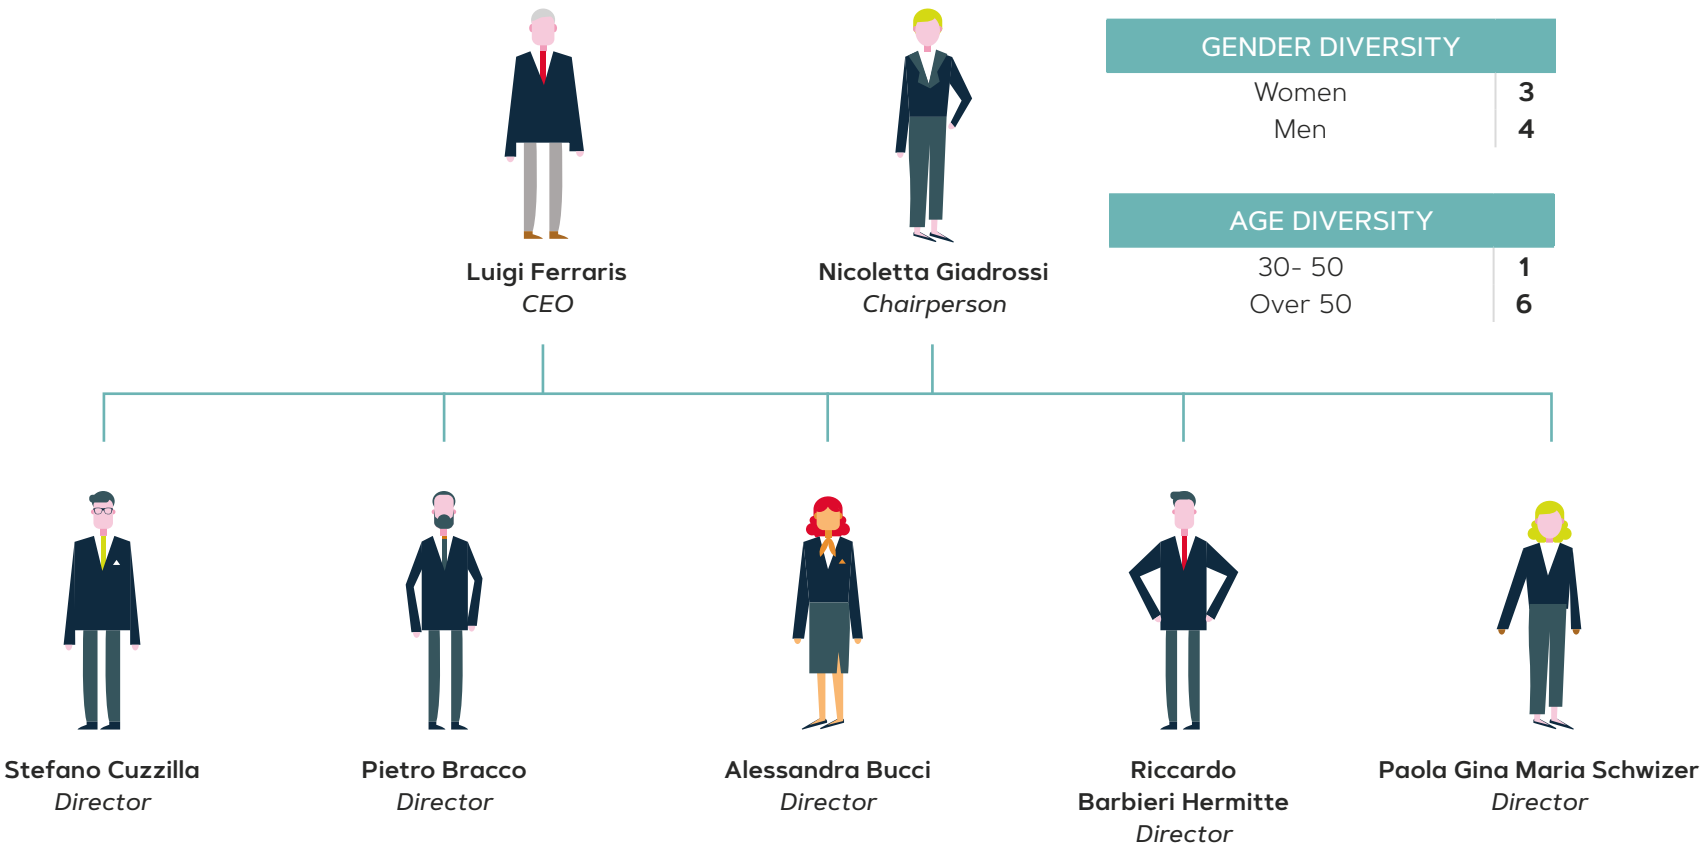 GENDER DIVERSITY
Women 3
Men 4
AGE DIVERSITY
30- 50 1
Over 50 6
Luigi Ferraris
CEO
Nicoletta Giadrossi
Chairperson
Stefano Cuzzilla
Director
Pietro Bracco
Director
Alessandra Bucci
Director
Riccardo
Barbieri Hermitte
Director
Paola Gina Maria Schwizer
Director